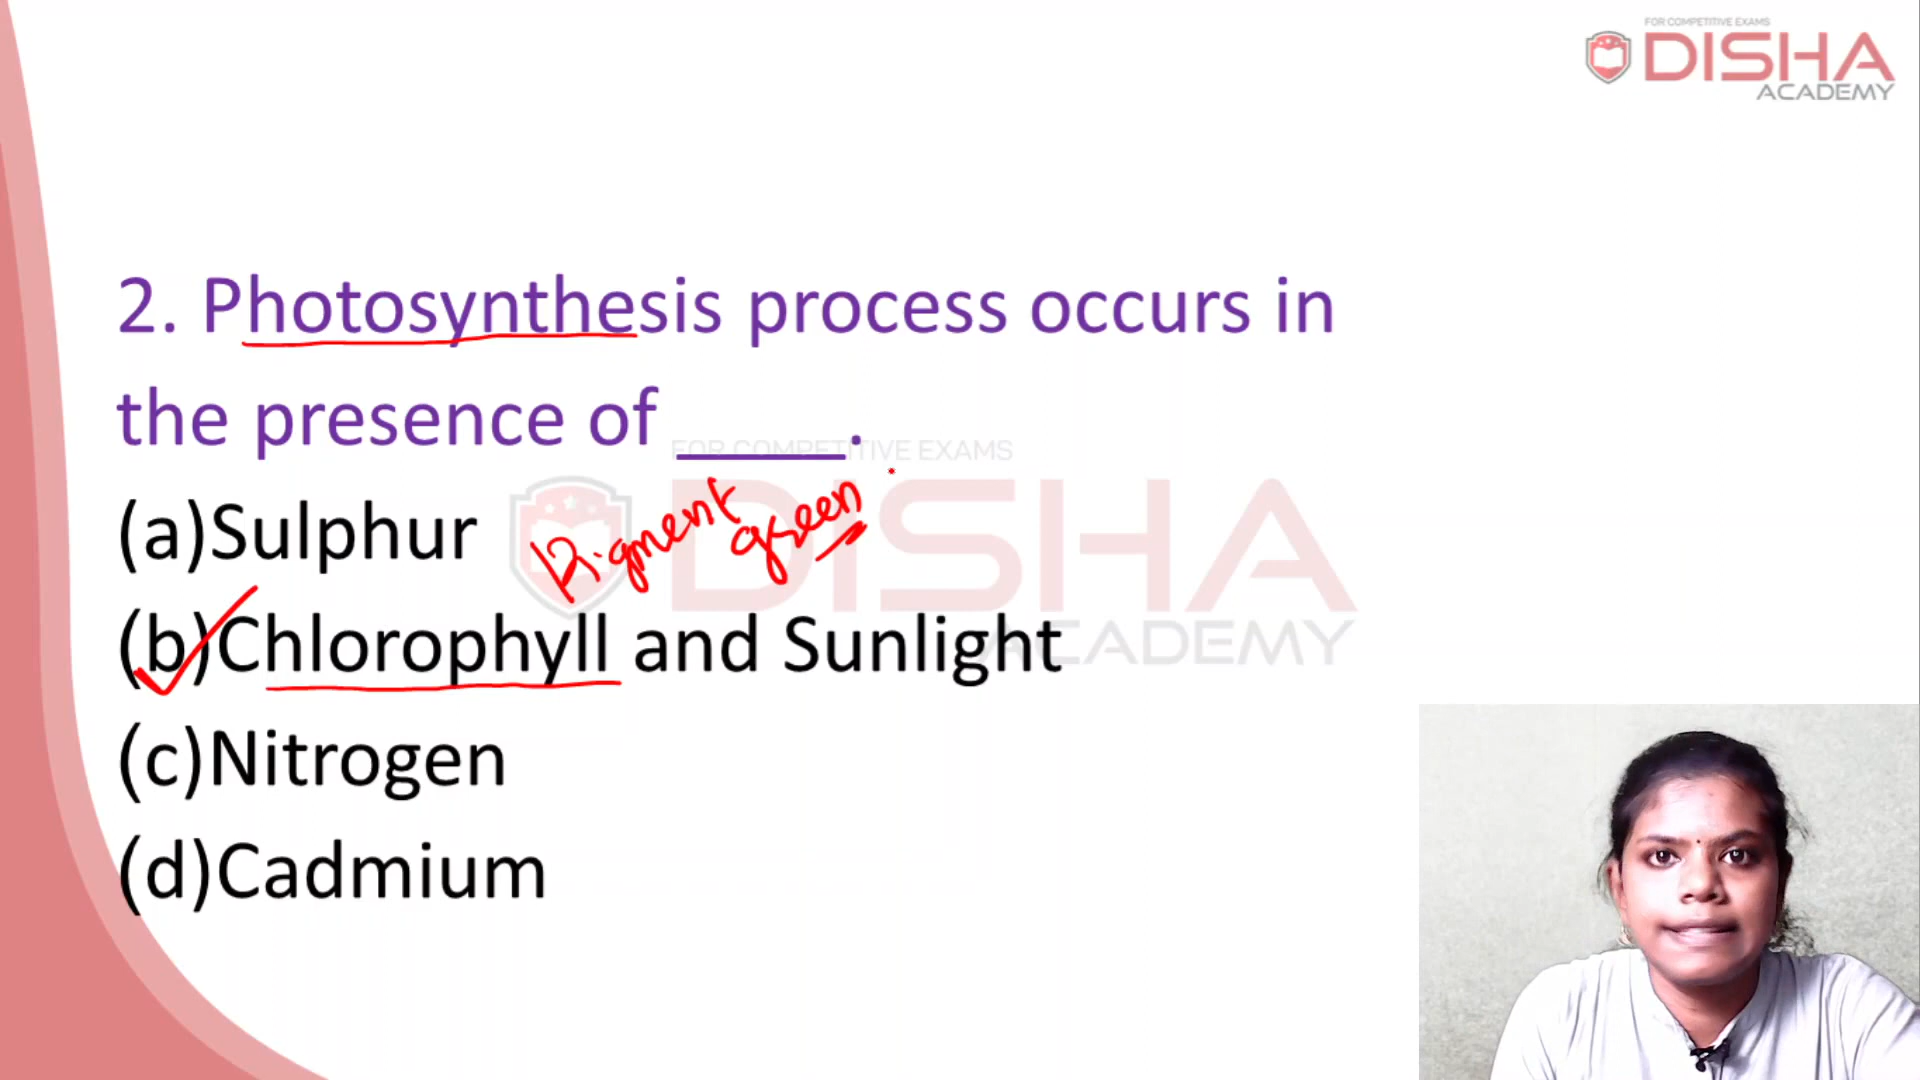 FOR COMPETITIVE EXAMS
DISHA
ACADEMY
2. Photosynthesis process occurs in
the presence of _____.
FOR COMPETITIVE EXAMS
DISHA
ACADEMY
(a)Sulphur
Pigment
green
(b)Chlorophyll and Sunlight
(c)Nitrogen
(d)Cadmium